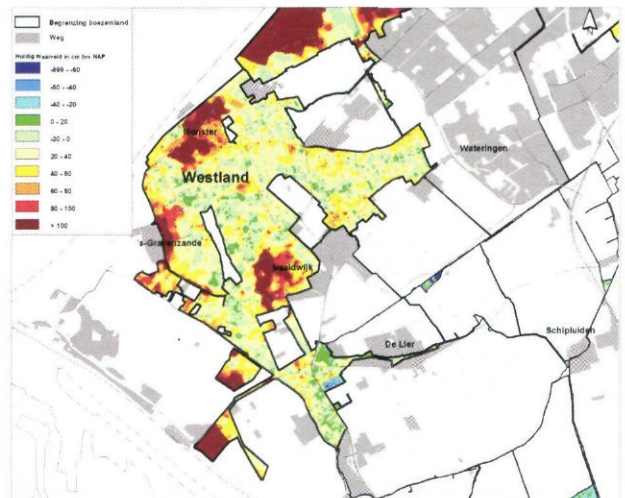 Begrenzing boezemland
Weg
Huidig maaiveld in cm tov NAP
-999 - -60
-60 - -40
-40 - -20
0 - 20
-20 - 0
20 - 40
40 - 60
60 - 80
80 - 100
> 100
Monster
Wateringen
Westland
's-Gravenzande
Naaldwijk
De Lier
Schipluiden